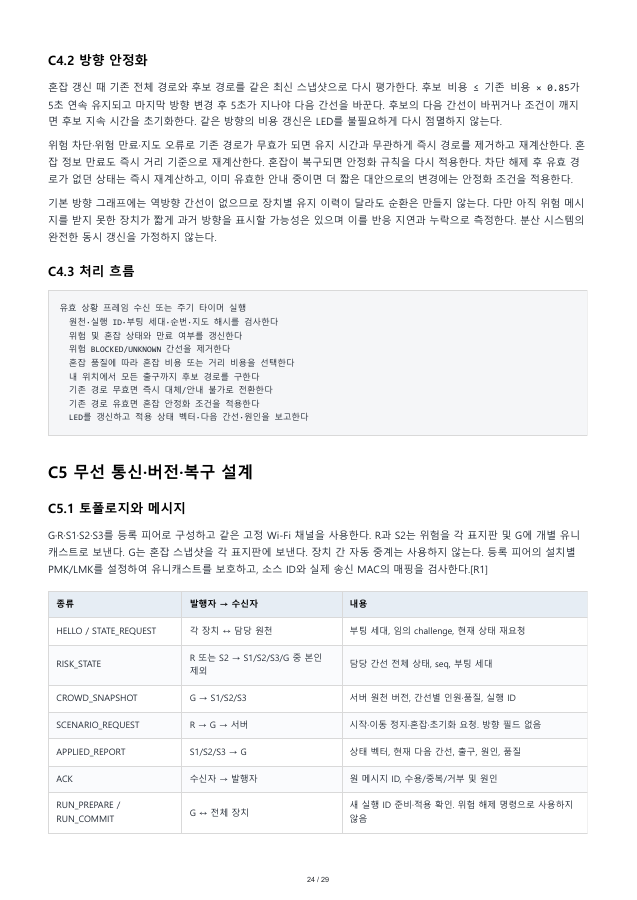 C4.2 방향 안정화
혼잡 갱신 때 기존 전체 경로와 후보 경로를 같은 최신 스냅샷으로 다시 평가한다. 후보 비용 ≤ 기존 비용 × 0.85가
5초 연속 유지되고 마지막 방향 변경 후 5초가 지나야 다음 간선을 바꾼다. 후보의 다음 간선이 바뀌거나 조건이 깨지
면 후보 지속 시간을 초기화한다. 같은 방향의 비용 갱신은 LED를 불필요하게 다시 점멸하지 않는다.
위험 차단·위험 만료·지도 오류로 기존 경로가 무효가 되면 유지 시간과 무관하게 즉시 경로를 제거하고 재계산한다. 혼
잡 정보 만료도 즉시 거리 기준으로 재계산한다. 혼잡이 복구되면 안정화 규칙을 다시 적용한다. 차단 해제 후 유효 경
로가 없던 상태는 즉시 재계산하고, 이미 유효한 안내 중이면 더 짧은 대안으로의 변경에는 안정화 조건을 적용한다.
기본 방향 그래프에는 역방향 간선이 없으므로 장치별 유지 이력이 달라도 순환은 만들지 않는다. 다만 아직 위험 메시
지를 받지 못한 장치가 짧게 과거 방향을 표시할 가능성은 있으며 이를 반응 지연과 누락으로 측정한다. 분산 시스템의
완전한 동시 갱신을 가정하지 않는다.
C4.3 처리 흐름
유효 상황 프레임 수신 또는 주기 타이머 실행
원천·실행 ID·부팅 세대·순번·지도 해시를 검사한다
위험 및 혼잡 상태와 만료 여부를 갱신한다
위험 BLOCKED/UNKNOWN 간선을 제거한다
혼잡 품질에 따라 혼잡 비용 또는 거리 비용을 선택한다
내 위치에서 모든 출구까지 후보 경로를 구한다
기존 경로 무효면 즉시 대체/안내 불가로 전환한다
기존 경로 유효면 혼잡 안정화 조건을 적용한다
LED를 갱신하고 적용 상태 벡터·다음 간선·원인을 보고한다
C5 무선 통신·버전·복구 설계
C5.1 토폴로지와 메시지
G·R·S1·S2·S3를 등록 피어로 구성하고 같은 고정 Wi-Fi 채널을 사용한다. R과 S2는 위험을 각 표지판 및 G에 개별 유니
캐스트로 보낸다. G는 혼잡 스냅샷을 각 표지판에 보낸다. 장치 간 자동 중계는 사용하지 않는다. 등록 피어의 설치별
PMK/LMK를 설정하여 유니캐스트를 보호하고, 소스 ID와 실제 송신 MAC의 매핑을 검사한다.[R1]
종류 발행자 → 수신자 내용
HELLO / STATE_REQUEST 각 장치 ↔ 담당 원천 부팅 세대, 임의 challenge, 현재 상태 재요청
RISK_STATE R 또는 S2 → S1/S2/S3/G 중 본인 제외 담당 간선 전체 상태, seq, 부팅 세대
CROWD_SNAPSHOT G → S1/S2/S3 서버 원천 버전, 간선별 인원·품질, 실행 ID
SCENARIO_REQUEST R → G → 서버 시작·이동 정지·혼잡·초기화 요청. 방향 필드 없음
APPLIED_REPORT S1/S2/S3 → G 상태 벡터, 현재 다음 간선, 출구, 원인, 품질
ACK 수신자 → 발행자 원 메시지 ID, 수용/중복/거부 및 원인
RUN_PREPARE / RUN_COMMIT G ↔ 전체 장치 새 실행 ID 준비·적용 확인. 위험 해제 명령으로 사용하지 않음
24 / 29